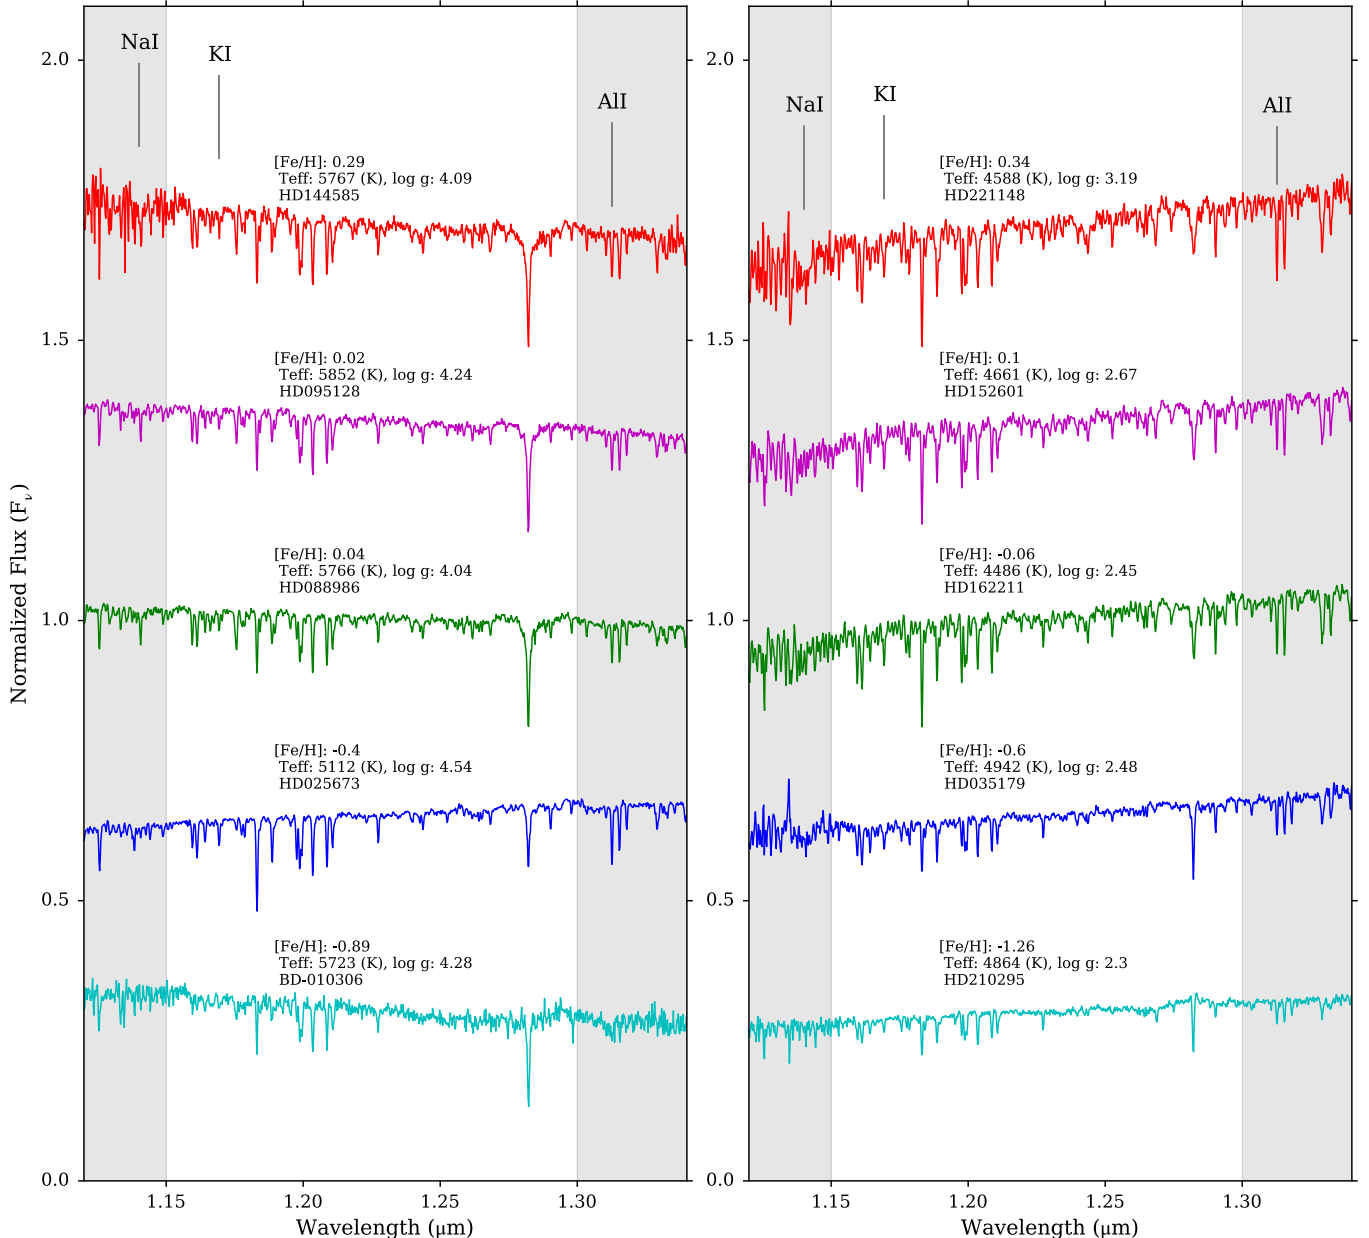 NaI
KI
AlI
[Fe/H]: 0.29
Teff: 5767 (K), log g: 4.09
HD144585
[Fe/H]: 0.02
Teff: 5852 (K), log g: 4.24
HD095128
[Fe/H]: 0.04
Teff: 5766 (K), log g: 4.04
HD088986
[Fe/H]: -0.4
Teff: 5112 (K), log g: 4.54
HD025673
[Fe/H]: -0.89
Teff: 5723 (K), log g: 4.28
BD-010306
2.0
1.5
1.0
0.5
0.0
Normalized Flux (Fν)
1.15
1.20
1.25
1.30
Wavelength (μm)
NaI
KI
AlI
[Fe/H]: 0.34
Teff: 4588 (K), log g: 3.19
HD221148
[Fe/H]: 0.1
Teff: 4661 (K), log g: 2.67
HD152601
[Fe/H]: -0.06
Teff: 4486 (K), log g: 2.45
HD162211
[Fe/H]: -0.6
Teff: 4942 (K), log g: 2.48
HD035179
[Fe/H]: -1.26
Teff: 4864 (K), log g: 2.3
HD210295
2.0
1.5
1.0
0.5
0.0
1.15
1.20
1.25
1.30
Wavelength (μm)